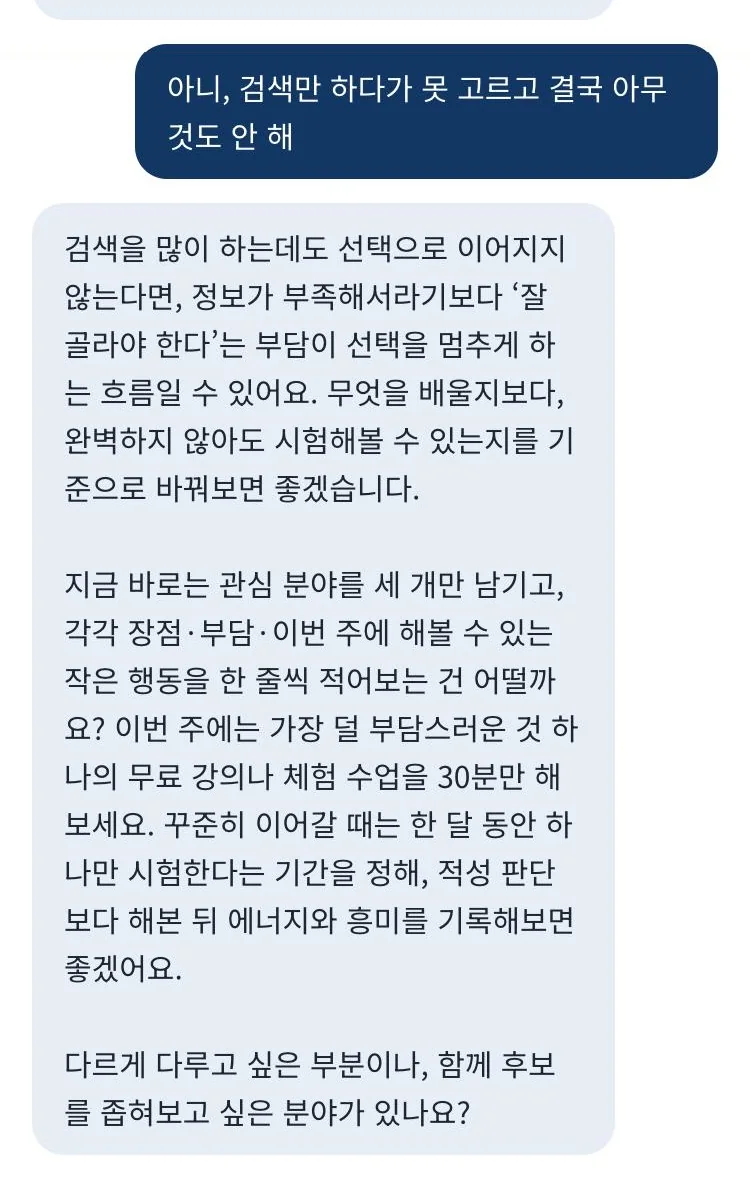 아니, 검색만 하다가 못 고르고 결국 아무
것도 안 해
검색을 많이 하는데도 선택으로 이어지지
않는다면, 정보가 부족해서라기보다 ‘잘
골라야 한다’는 부담이 선택을 멈추게 하
는 흐름일 수 있어요. 무엇을 배울지보다,
완벽하지 않아도 시험해볼 수 있는지를 기
준으로 바꿔보면 좋겠습니다.
지금 바로는 관심 분야를 세 개만 남기고,
각각 장점·부담·이번 주에 해볼 수 있는
작은 행동을 한 줄씩 적어보는 건 어떨까
요? 이번 주에는 가장 덜 부담스러운 것 하
나의 무료 강의나 체험 수업을 30분만 해
보세요. 꾸준히 이어갈 때는 한 달 동안 하
나만 시험한다는 기간을 정해, 적성 판단
보다 해본 뒤 에너지와 흥미를 기록해보면
좋겠어요.
다르게 다루고 싶은 부분이나, 함께 후보
를 좁혀보고 싶은 분야가 있나요?